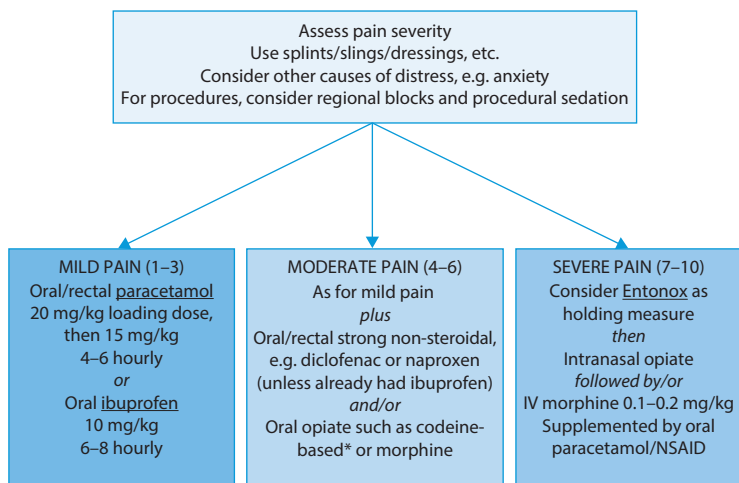 Assess pain severity
Use splints/slings/dressings, etc.
Consider other causes of distress, e.g. anxiety
For procedures, consider regional blocks and procedural sedation
MILD PAIN (1–3)
Oral/rectal paracetamol
20 mg/kg loading dose,
then 15 mg/kg
4–6 hourly
or
Oral ibuprofen
10 mg/kg
6–8 hourly
MODERATE PAIN (4–6)
As for mild pain
plus
Oral/rectal strong non-steroidal,
e.g. diclofenac or naproxen
(unless already had ibuprofen)
and/or
Oral opiate such as codeine-
based* or morphine
SEVERE PAIN (7–10)
Consider Entonox as
holding measure
then
Intranasal opiate
followed by/or
IV morphine 0.1–0.2 mg/kg
Supplemented by oral
paracetamol/NSAID